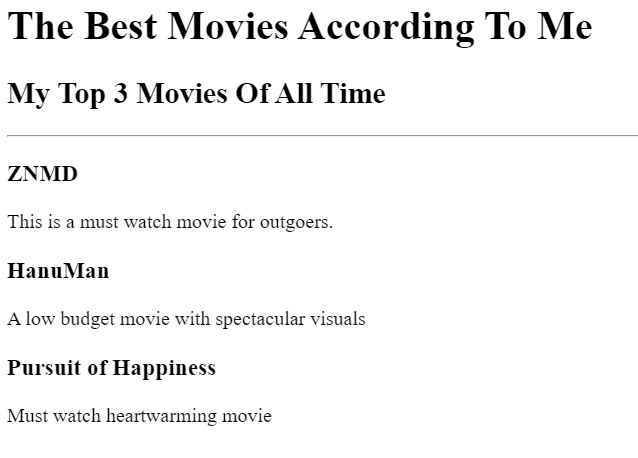 The Best Movies According To Me
My Top 3 Movies Of All Time
ZNMD
This is a must watch movie for outgoers.
HanuMan
A low budget movie with spectacular visuals
Pursuit of Happiness
Must watch heartwarming movie